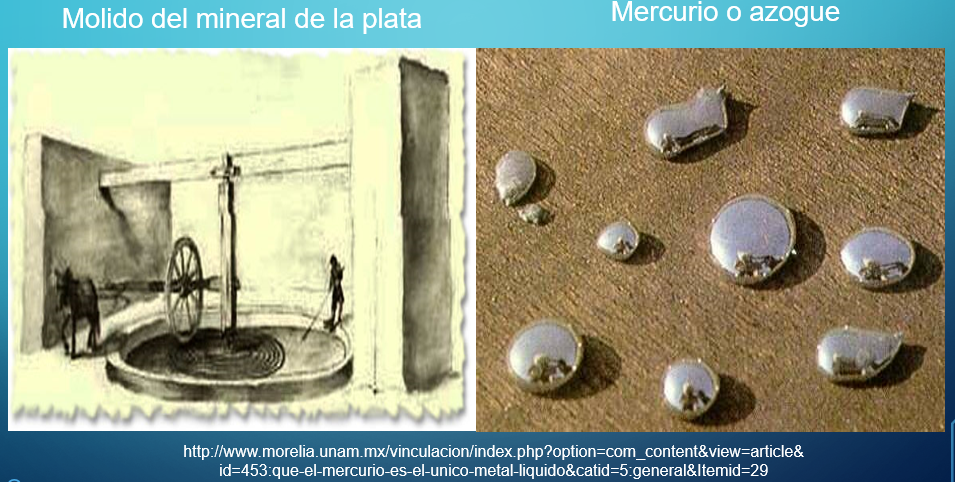 Molido del mineral de la plata
Mercurio o azogue
http://www.morelia.unam.mx/vinculacion/index.php?option=com_content&view=article&
id=453:que-el-mercurio-es-el-unico-metal-liquido&catid=5:general&Itemid=29